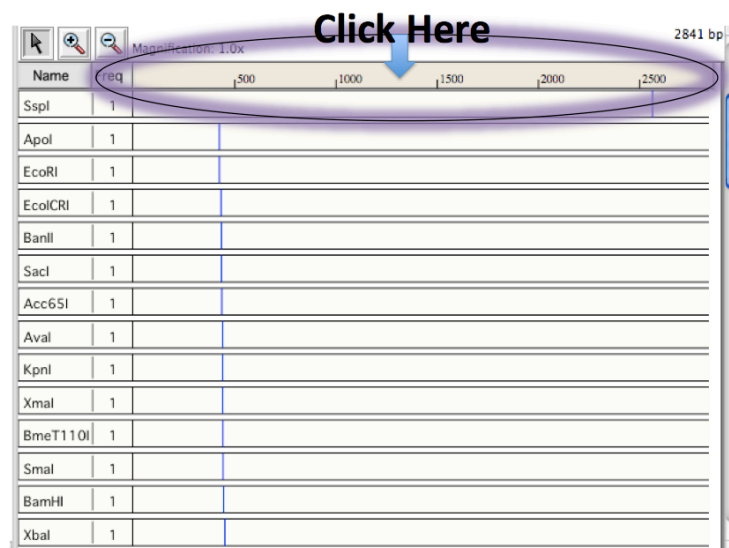 Click Here
2841 bp
Magnification: 1.0x
Name Freq 500 1000 1500 2000 2500
SspI 1
ApoI 1
EcoRI 1
EcoICRI 1
BanII 1
SacI 1
Acc65I 1
AvaI 1
KpnI 1
XmaI 1
BmeT110I 1
SmaI 1
BamHI 1
XbaI 1